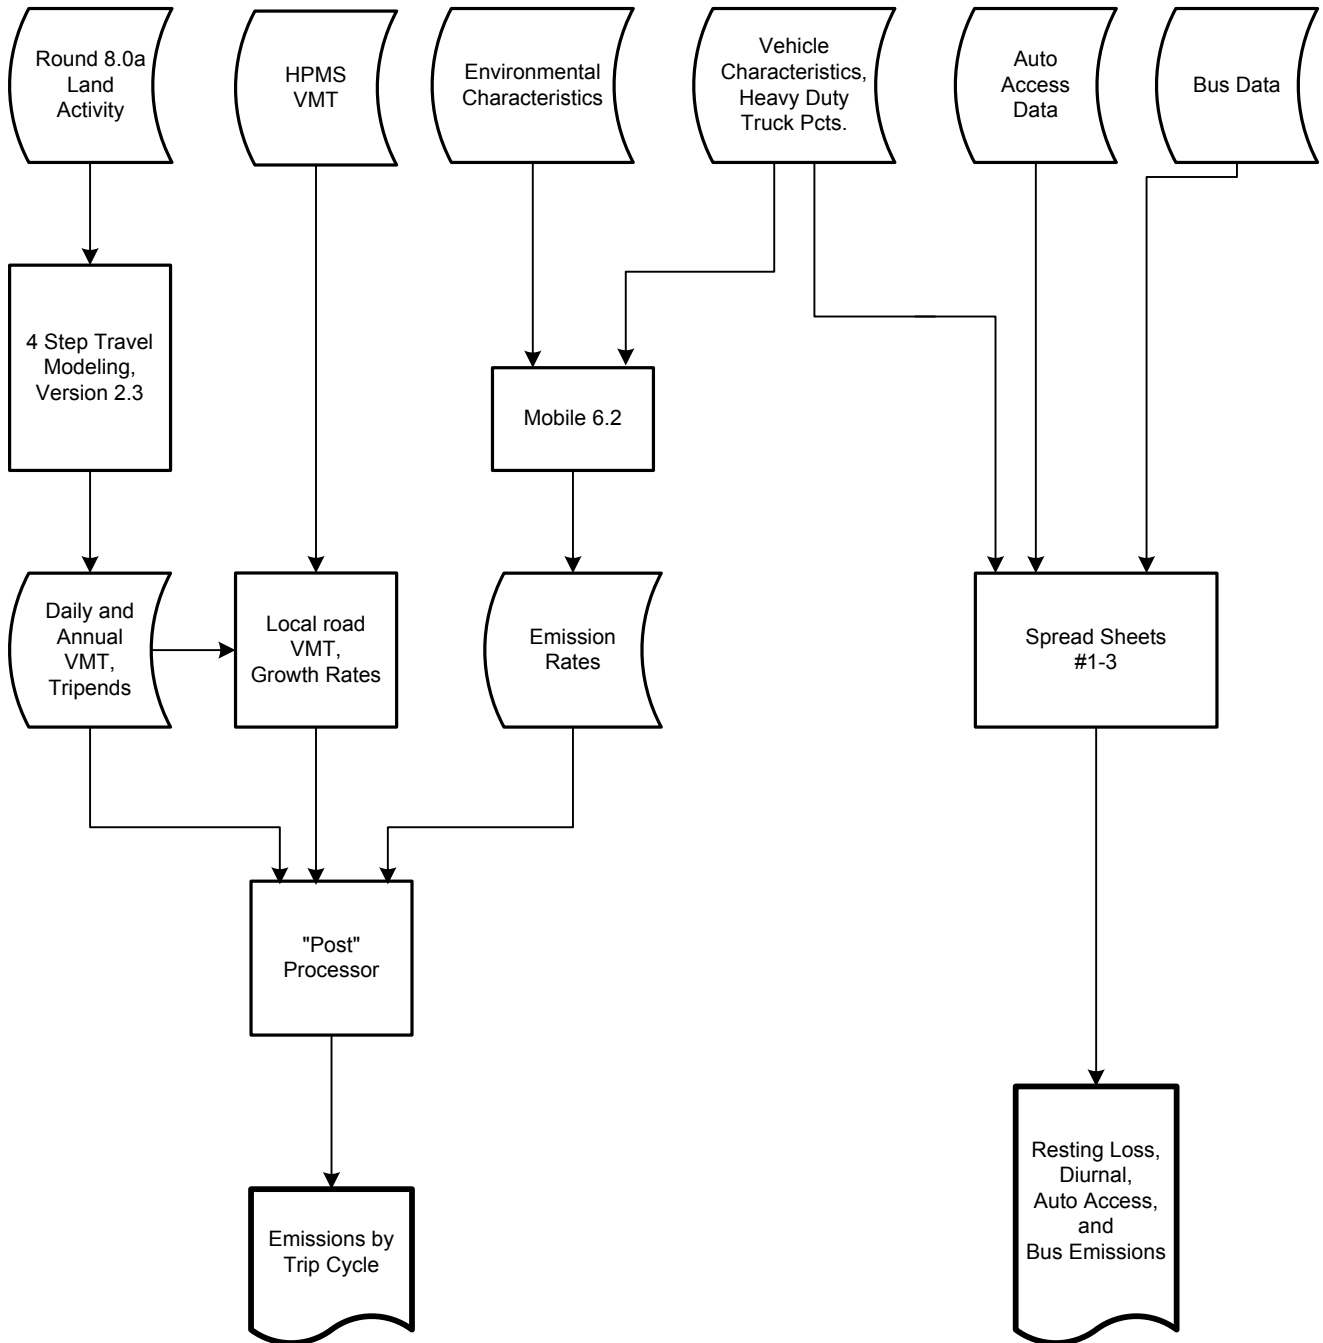 Round 8.0a
Land
Activity
HPMS
VMT
Environmental
Characteristics
Vehicle
Characteristics,
Heavy Duty
Truck Pcts.
Auto
Access
Data
Bus Data
4 Step Travel
Modeling,
Version 2.3
Mobile 6.2
Daily and
Annual
VMT,
Tripends
Local road
VMT,
Growth Rates
Emission
Rates
Spread Sheets
#1-3
"Post"
Processor
Emissions by
Trip Cycle
Resting Loss,
Diurnal,
Auto Access,
and
Bus Emissions